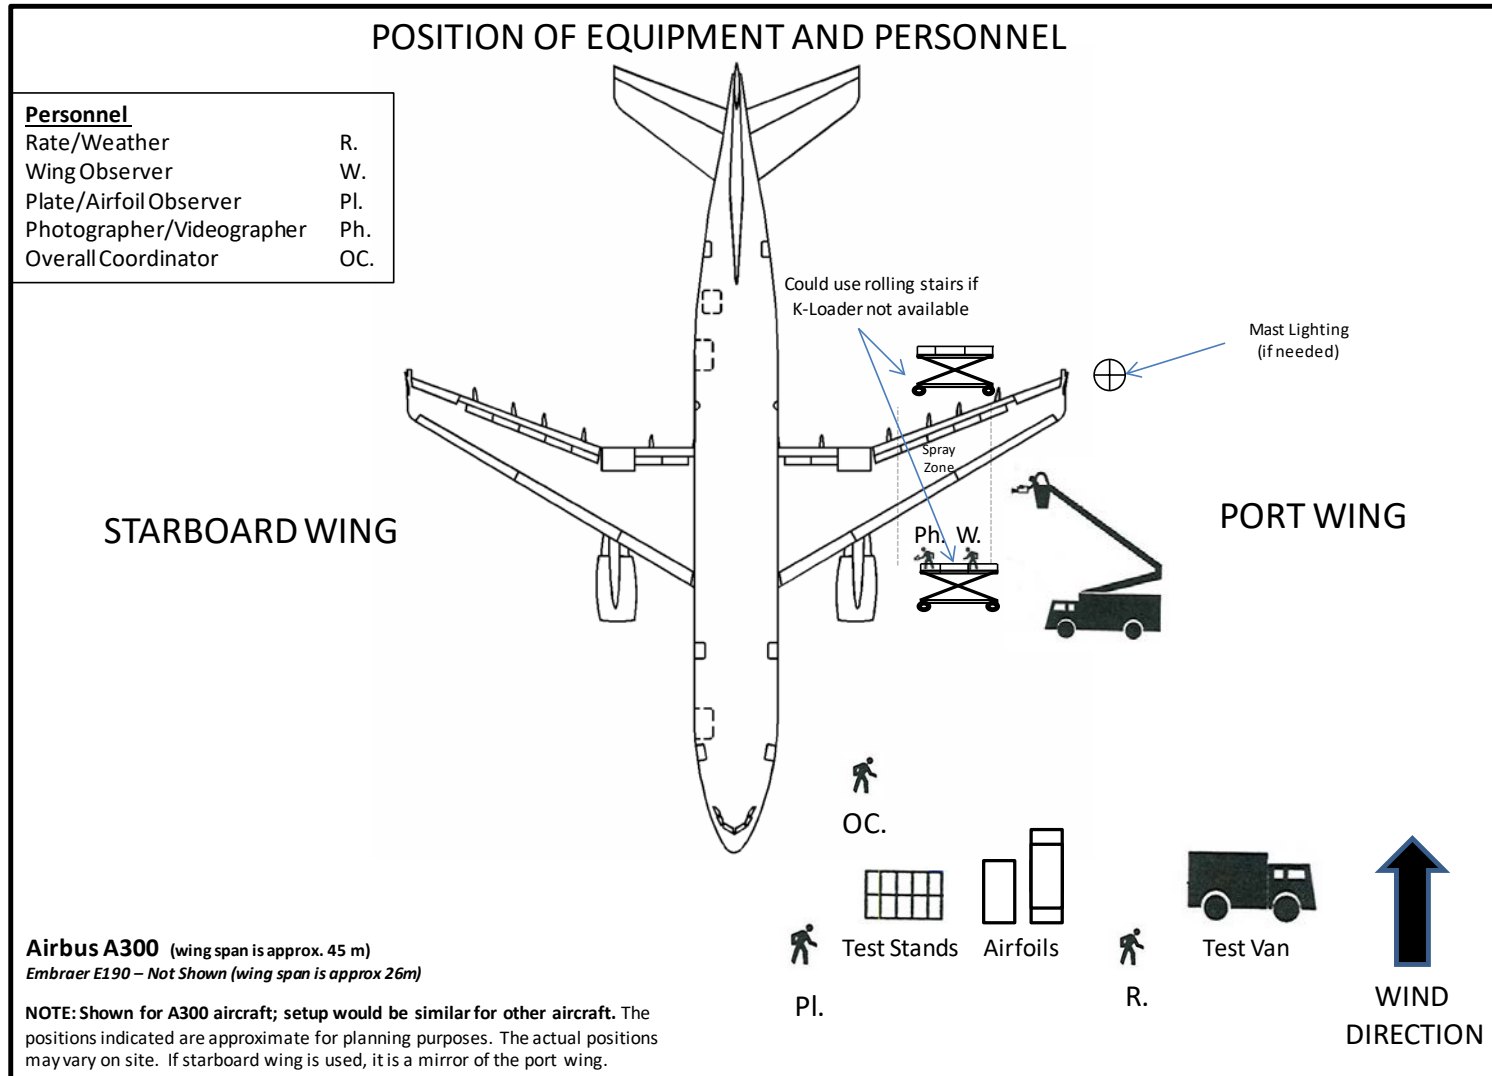 POSITION OF EQUIPMENT AND PERSONNEL
Personnel
Rate/Weather R.
Wing Observer W.
Plate/Airfoil Observer Pl.
Photographer/Videographer Ph.
Overall Coordinator OC.
Could use rolling stairs if
K-Loader not available
Mast Lighting
(if needed)
Spray
Zone
STARBOARD WING
PORT WING
Ph. W.
OC.
Test Stands Airfoils Test Van
Pl.
R.
WIND
DIRECTION
Airbus A300 (wing span is approx. 45 m)
Embraer E190 – Not Shown (wing span is approx 26m)
NOTE: Shown for A300 aircraft; setup would be similar for other aircraft. The
positions indicated are approximate for planning purposes. The actual positions
may vary on site. If starboard wing is used, it is a mirror of the port wing.